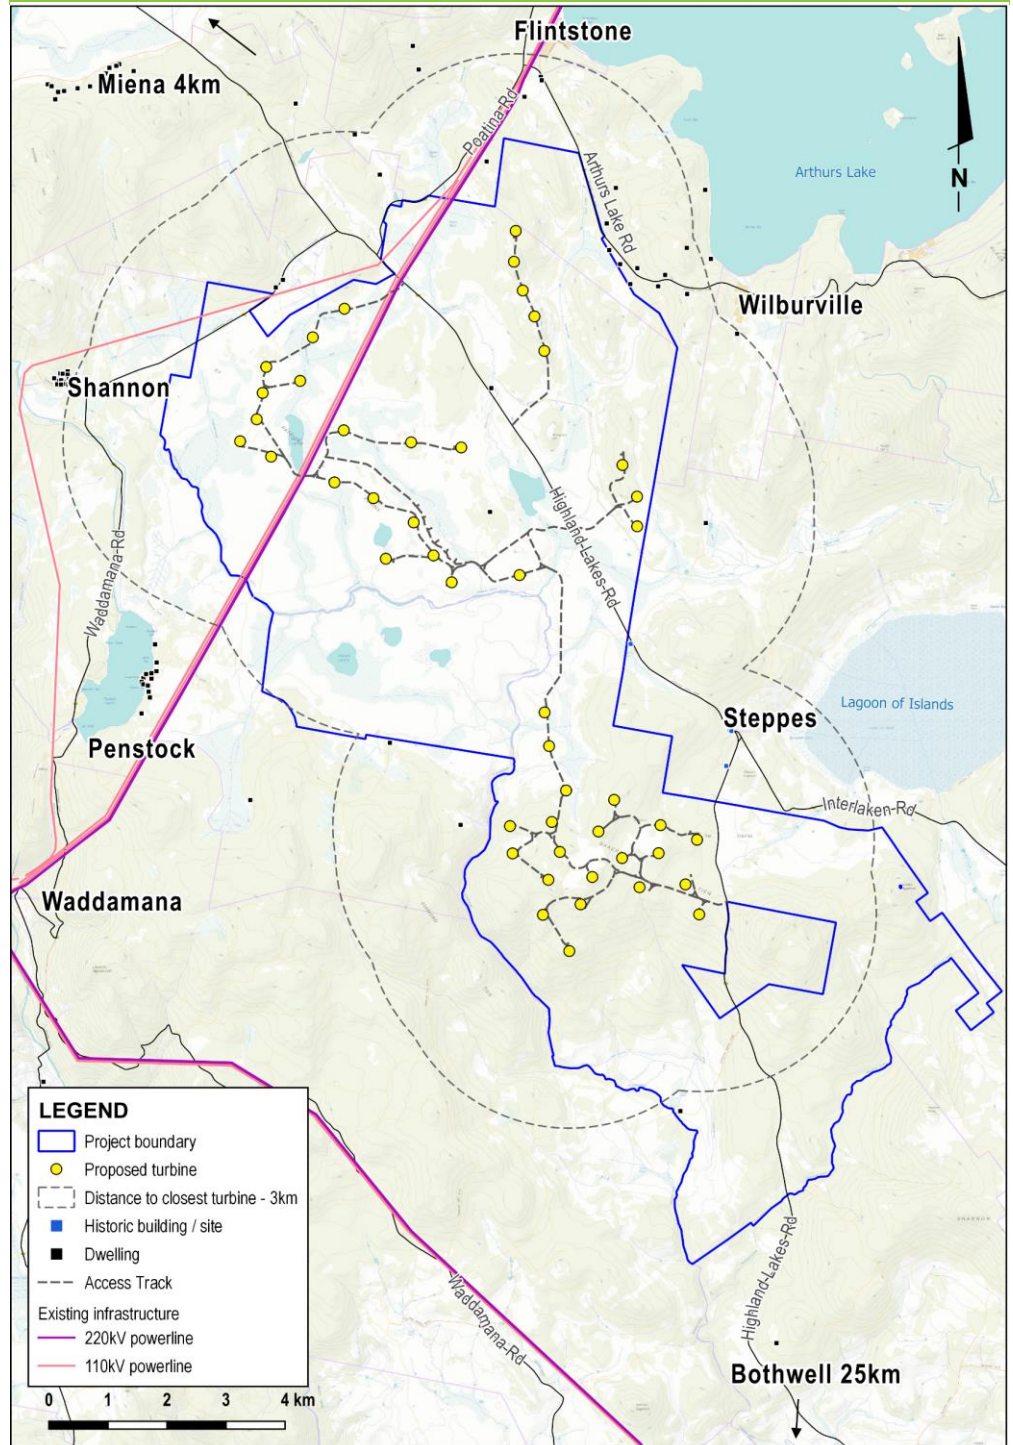 Flintstone
Miena 4km
Poatina-Rd
Arthurs Lake Rd
Arthurs Lake
N
Wilburville
Shannon
Highland-Lakes-Rd
Waddamana-Rd
Lagoon of Islands
Steppes
Penstock
Interlaken-Rd
Waddamana
LEGEND
Project boundary
Proposed turbine
Distance to closest turbine - 3km
Historic building / site
Dwelling
Access Track
Existing infrastructure
220kV powerline
110kV powerline
0 1 2 3 4 km
Waddamana-Rd
Highland-Lakes-Rd
SHANNON
Bothwell 25km